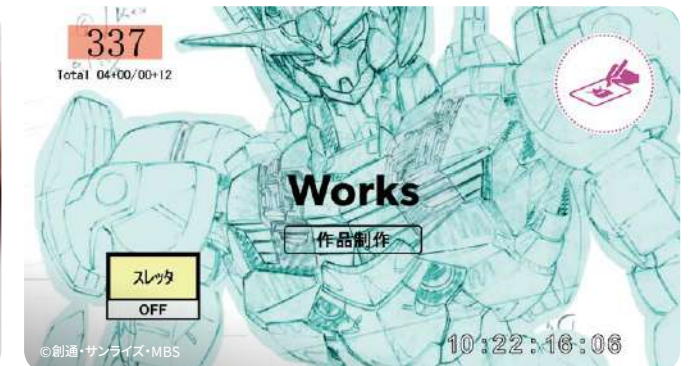 337
Total 04+00/00+12
Works
作品制作
スレッタ
OFF
©創通・サンライズ・MBS
10:22:16:06